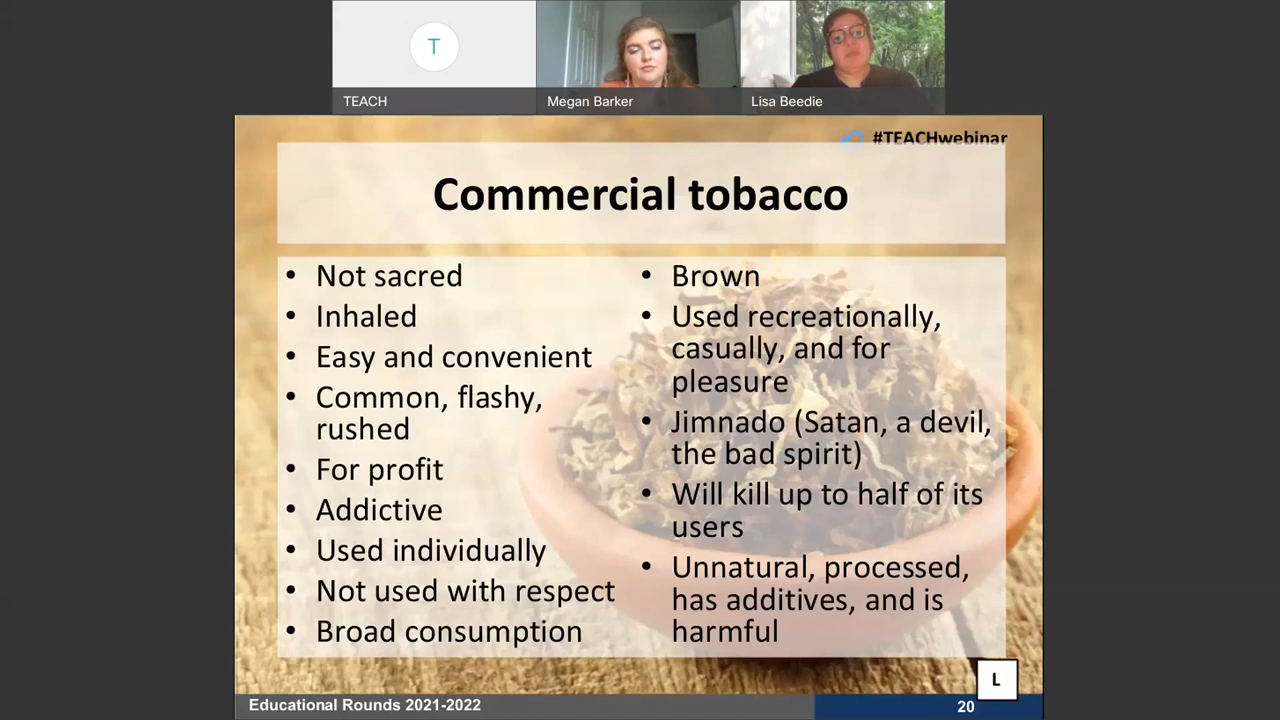 T
TEACH
Megan Barker
Lisa Beedie
#TEACHwebinar
Commercial tobacco
• Not sacred
• Inhaled
• Easy and convenient
• Common, flashy,
rushed
• For profit
• Addictive
• Used individually
• Not used with respect
• Broad consumption
• Brown
• Used recreationally,
casually, and for
pleasure
• Jimnado (Satan, a devil,
the bad spirit)
• Will kill up to half of its
users
• Unnatural, processed,
has additives, and is
harmful
L
Educational Rounds 2021-2022
20